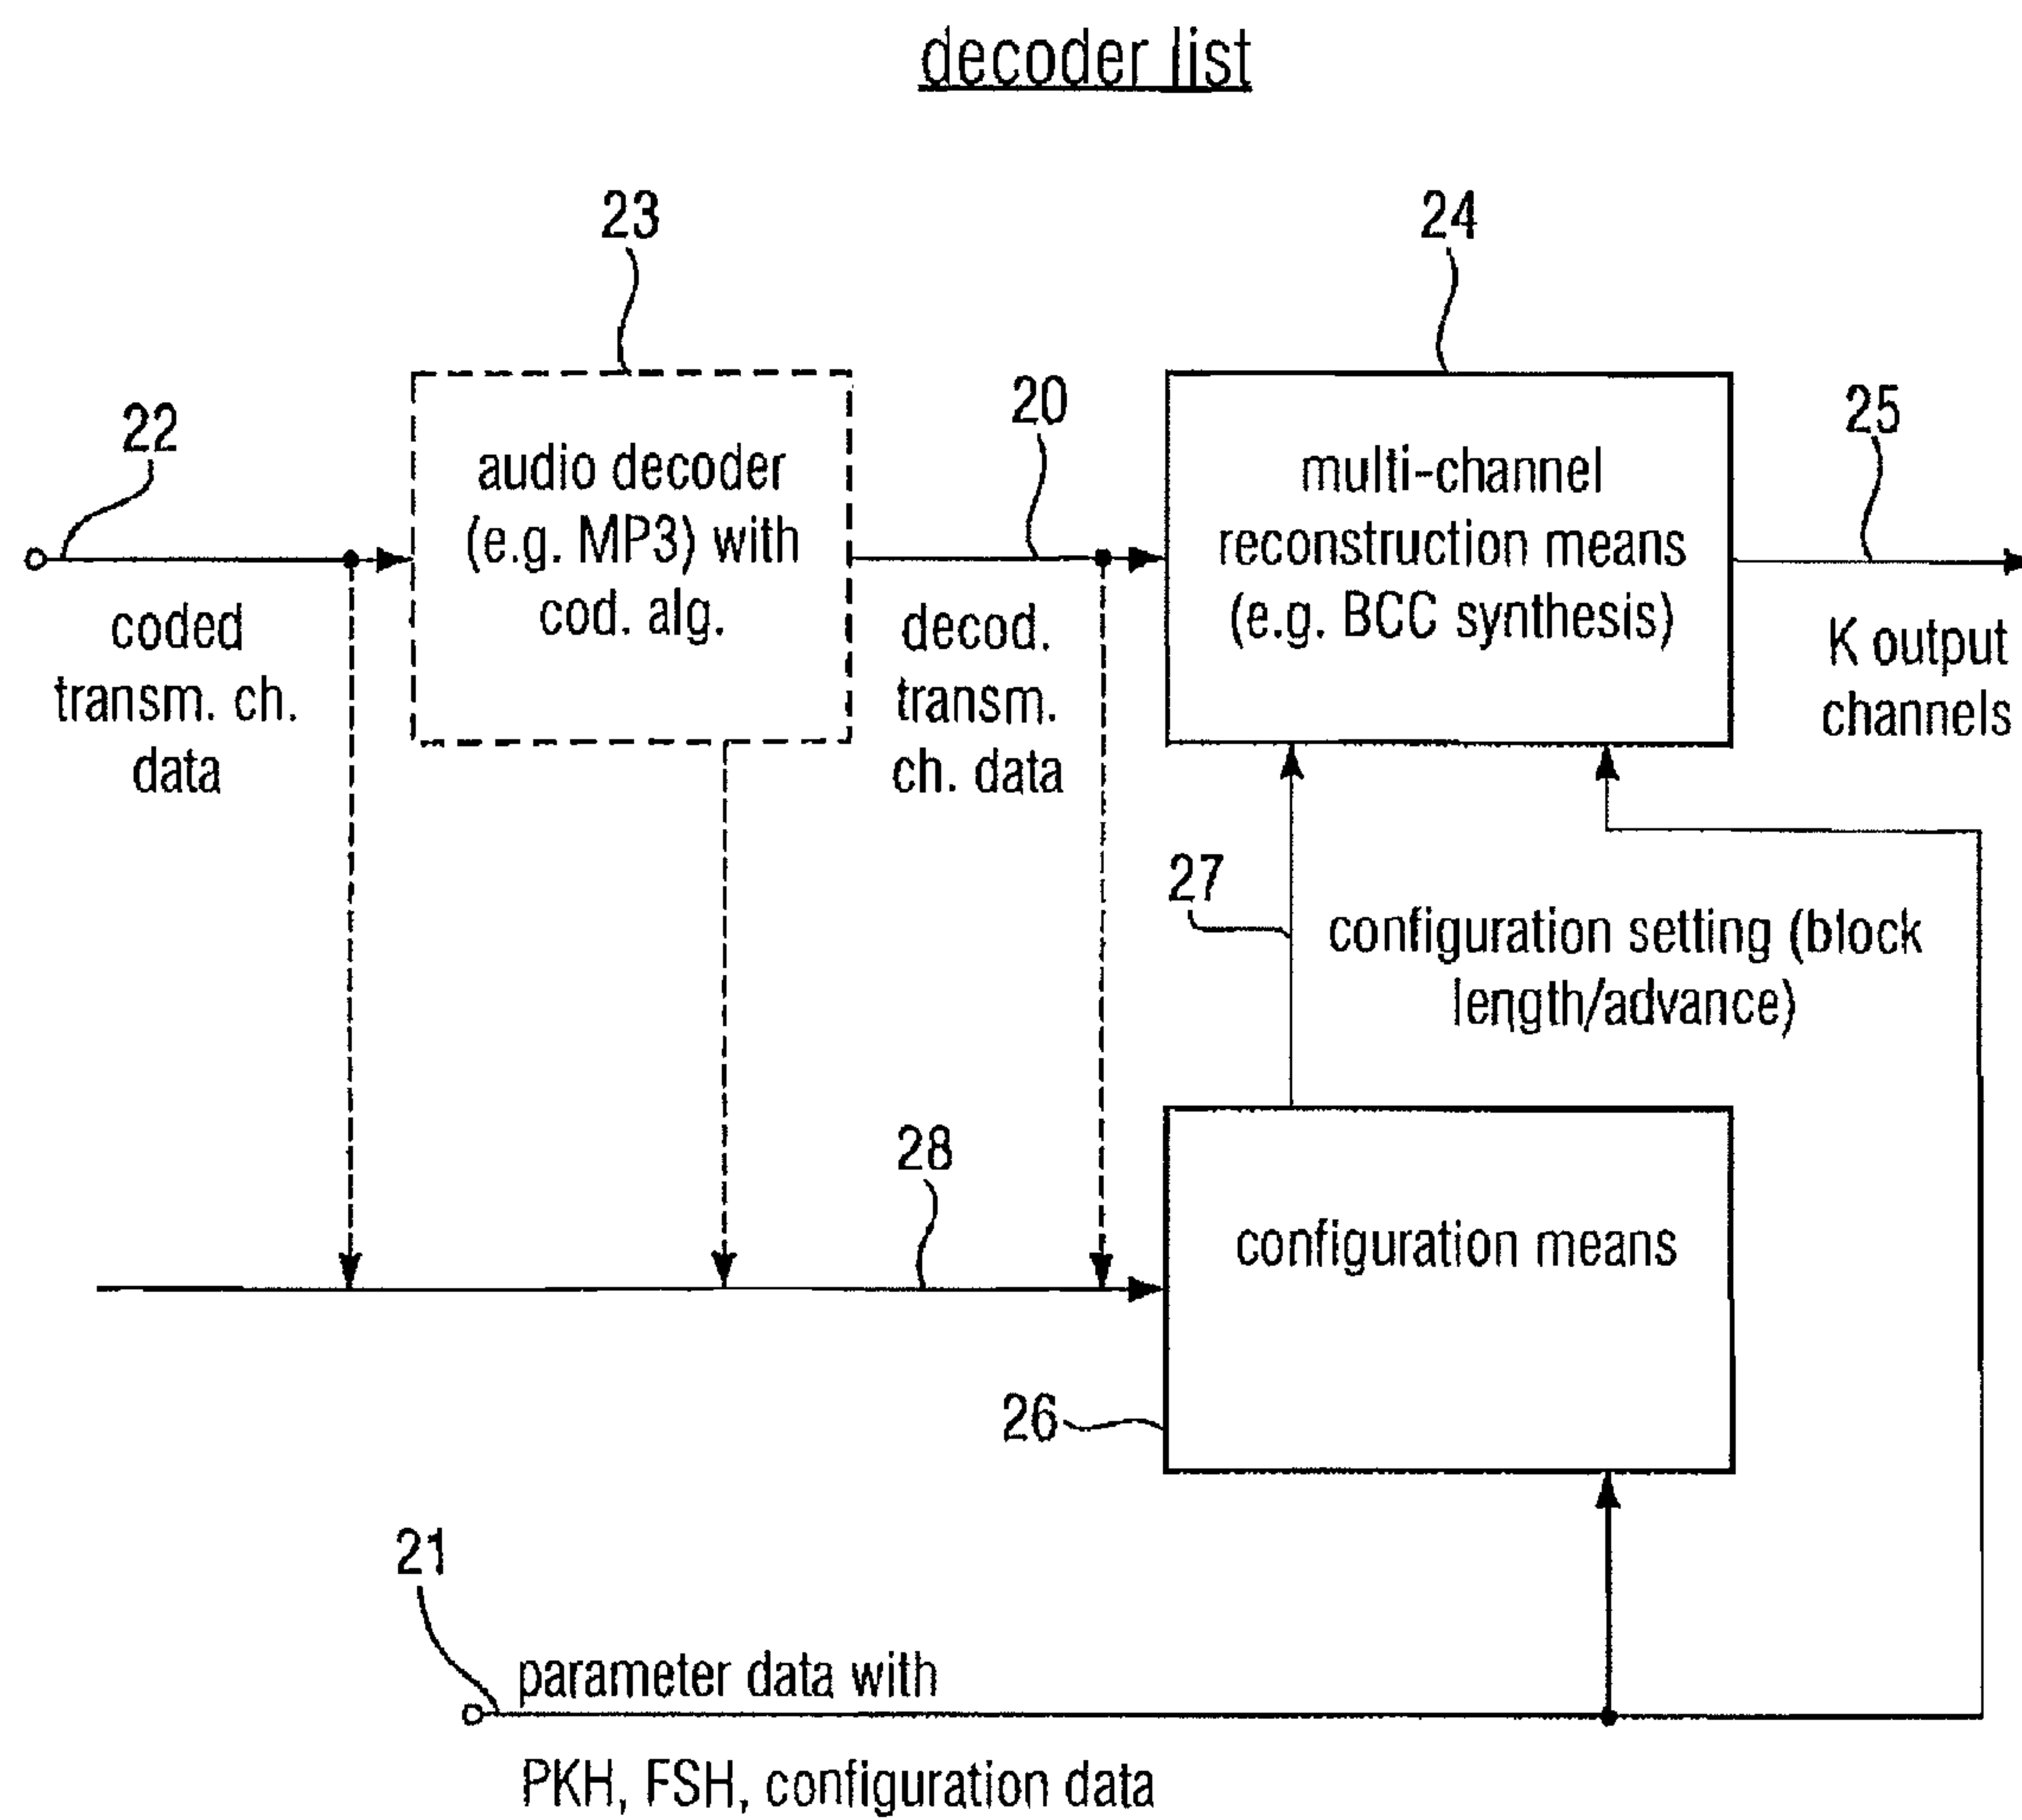 decoder list
23
24
22
20
25
audio decoder
(e.g. MP3) with
cod. alg.
multi-channel
reconstruction means
(e.g. BCC synthesis)
coded
transm. ch.
data
decod.
transm.
ch. data
K output
channels
27
configuration setting (block
length/advance)
28
configuration means
26
21
parameter data with
PKH, FSH, configuration data